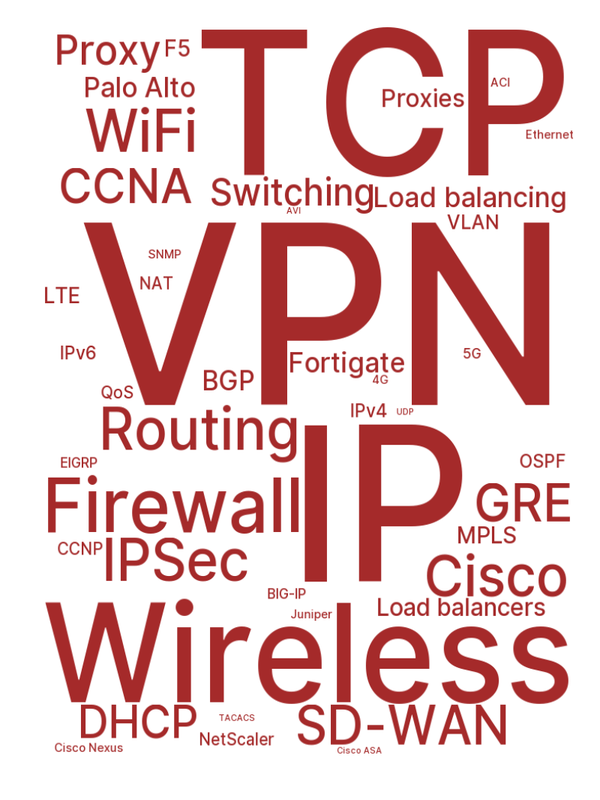 Proxy
F5
TCP
Palo Alto
Proxies
ACI
WiFi
Ethernet
CCNA
Switching
Load balancing
AVI
VLAN
VPN
SNMP
NAT
LTE
IPv6
Fortigate
5G
BGP
4G
QoS
IPv4
UDP
Routing
IP
EIGRP
OSPF
Firewall
GRE
MPLS
CCNP
IPSec
Cisco
BIG-IP
Load balancers
Juniper
Wireless
DHCP
TACACS
SD-WAN
NetScaler
Cisco Nexus
Cisco ASA